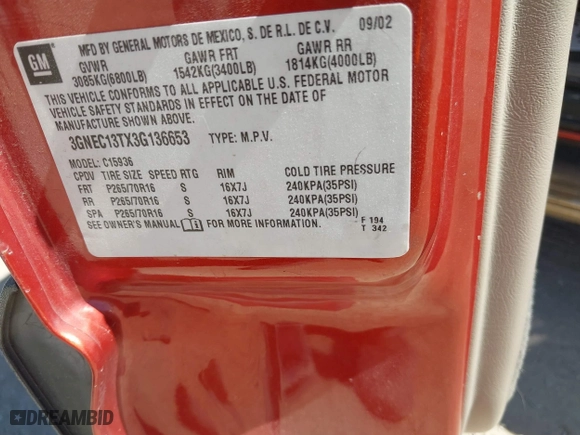 GM
MFD BY GENERAL MOTORS DE MEXICO, S. DE R.L. DE C.V. 09/02
GVWR GAWR FRT GAWR RR
3085KG(6800LB) 1542KG(3400LB) 1814KG(4000LB)
THIS VEHICLE CONFORMS TO ALL APPLICABLE U.S. FEDERAL MOTOR
VEHICLE SAFETY STANDARDS IN EFFECT ON THE DATE OF
MANUFACTURE SHOWN ABOVE.
3GNEC13TX3G136653 TYPE: M.P.V.
MODEL: C15936
CPDV TIRE SIZE SPEED RTG RIM COLD TIRE PRESSURE
FRT P265/70R16 S 16X7J 240KPA(35PSI)
RR P265/70R16 S 16X7J 240KPA(35PSI)
SPA P265/70R16 S 16X7J 240KPA(35PSI)
SEE OWNER'S MANUAL FOR MORE INFORMATION. F 194
T 342
DREAMBID